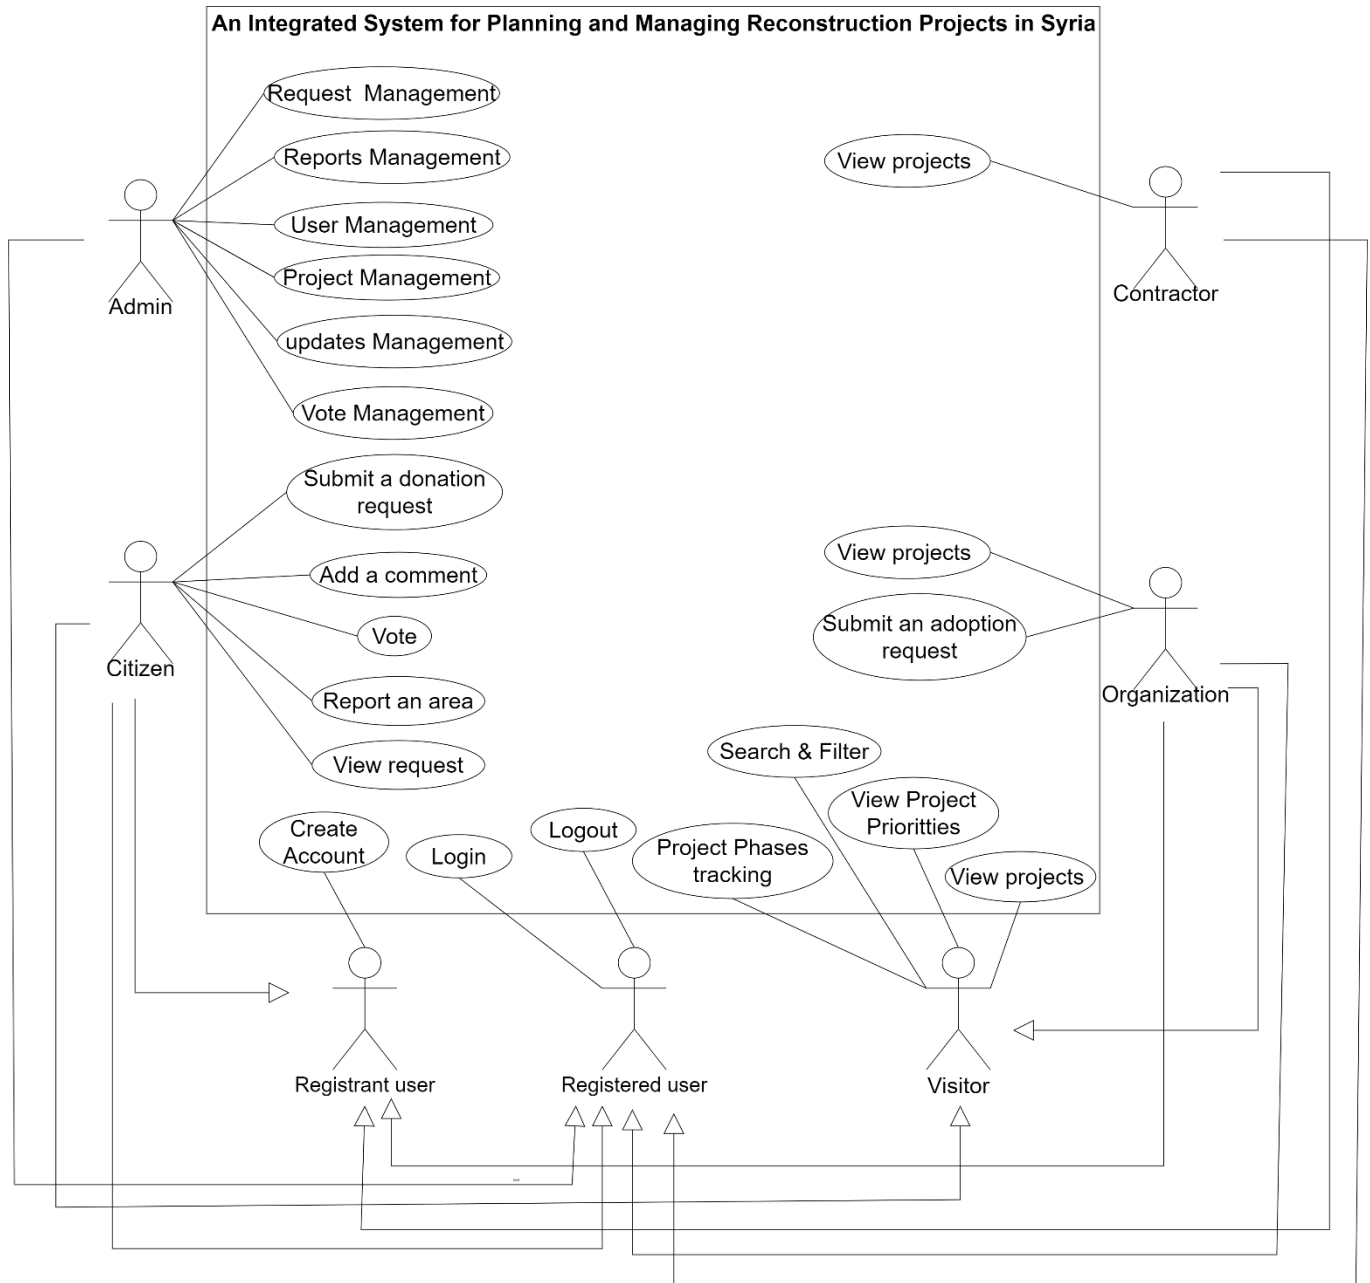 An Integrated System for Planning and Managing Reconstruction Projects in Syria
Request Management
Reports Management
User Management
Project Management
updates Management
Vote Management
Admin
View projects
Contractor
Submit a donation
request
Add a comment
Vote
Report an area
View request
Citizen
View projects
Submit an adoption
request
Organization
Search & Filter
View Project
Prioritties
Project Phases
tracking
View projects
Create
Account
Login
Logout
Registrant user
Registered user
Visitor